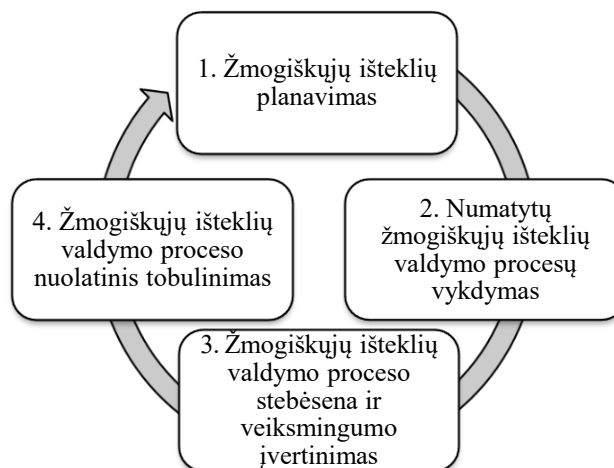 1. Žmogiškųjų išteklių
planavimas
2. Numatytų
žmogiškųjų išteklių
valdymo procesų
vykdymas
3. Žmogiškųjų išteklių
valdymo proceso
stebėsena ir
veiksmingumo
įvertinimas
4. Žmogiškųjų išteklių
valdymo proceso
nuolatinis tobulinimas